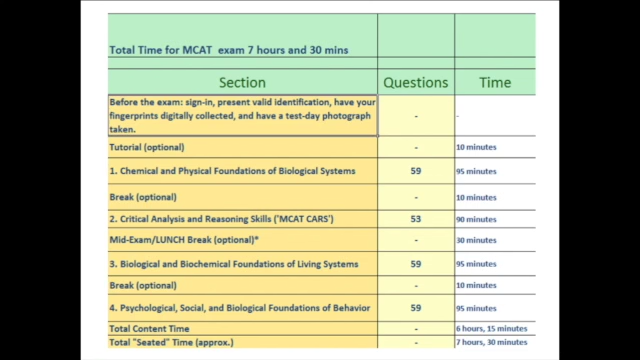 Total Time for MCAT exam 7 hours and 30 mins
Section Questions Time
Before the exam: sign-in, present valid identification, have your
fingerprints digitally collected, and have a test-day photograph
taken. - -
Tutorial (optional) - 10 minutes
1. Chemical and Physical Foundations of Biological Systems 59 95 minutes
Break (optional) - 10 minutes
2. Critical Analysis and Reasoning Skills ('MCAT CARS') 53 90 minutes
Mid-Exam/LUNCH Break (optional)* - 30 minutes
3. Biological and Biochemical Foundations of Living Systems 59 95 minutes
Break (optional) - 10 minutes
4. Psychological, Social, and Biological Foundations of Behavior 59 95 minutes
Total Content Time - 6 hours, 15 minutes
Total "Seated" Time (approx.) - 7 hours, 30 minutes